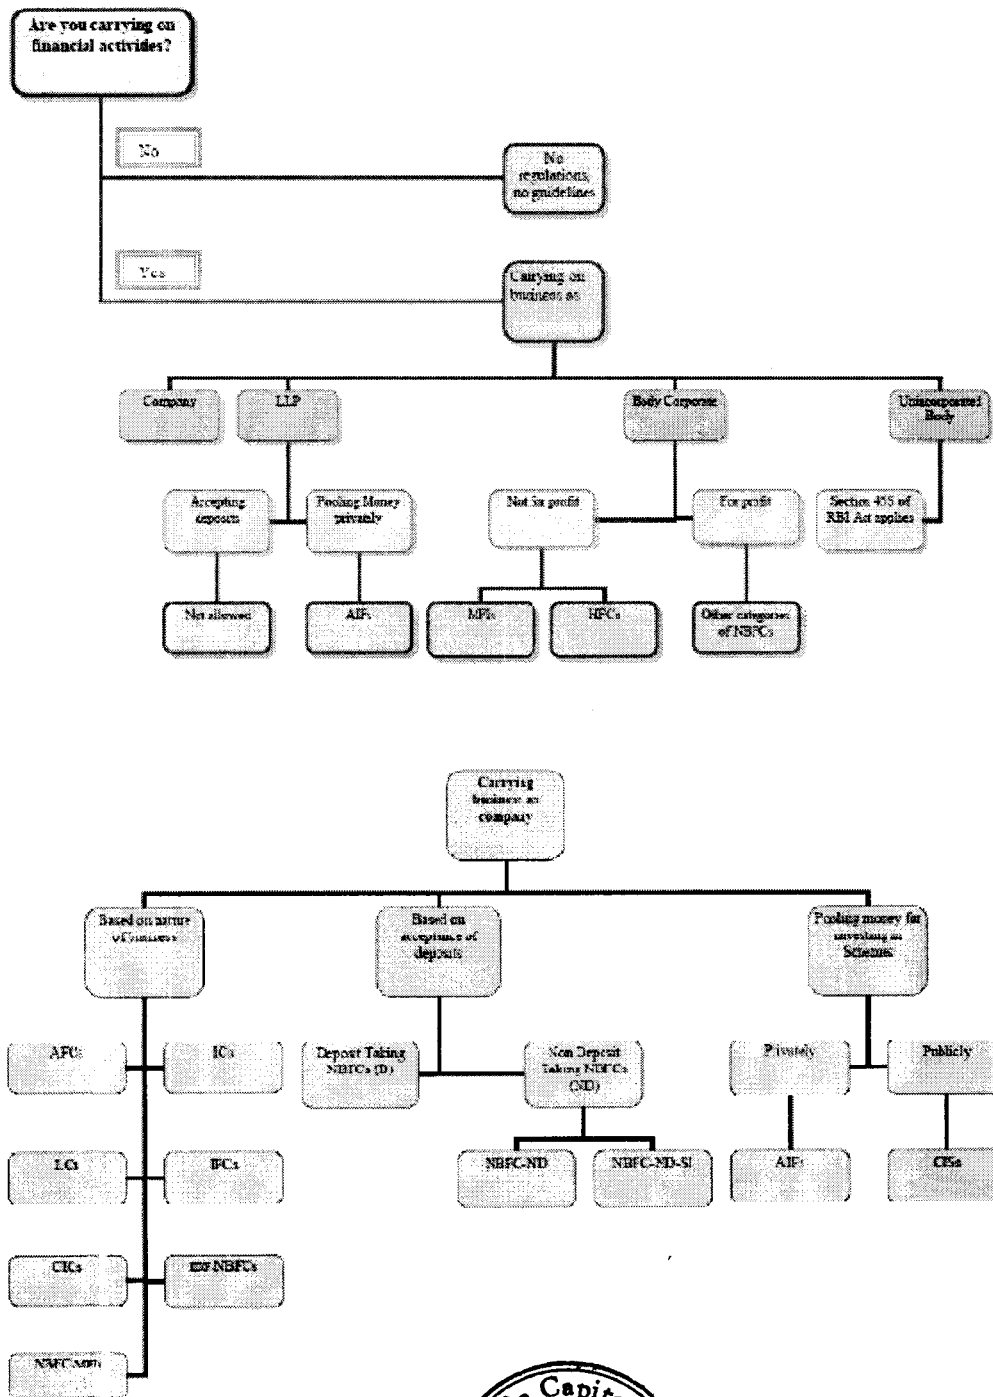 Are you carrying on
financial activities?
No
No
regulations,
no guidelines
Yes
Carrying on
business as
Company
LLP
Body Corporate
Unincorporated
Body
Accepting
deposits
Pooling Money
privately
Not for profit
For profit
Section 45S of
RBI Act applies
Not allowed
AIFs
MFIs
HFCs
Other categories
of NBFCs
Carrying
business as
company
Based on nature
of business
Based on
acceptance of
deposits
Pooling money for
investing in
Schemes
AFCs
ICs
Deposit Taking
NBFCs (D)
Non Deposit
Taking NBFCs
(ND)
Privately
Publicly
LCs
IFCs
NBFC-ND
NBFC-ND-SI
AIFs
CISs
CICs
IDF-NBFCs
NBFC-MFIs
Capit